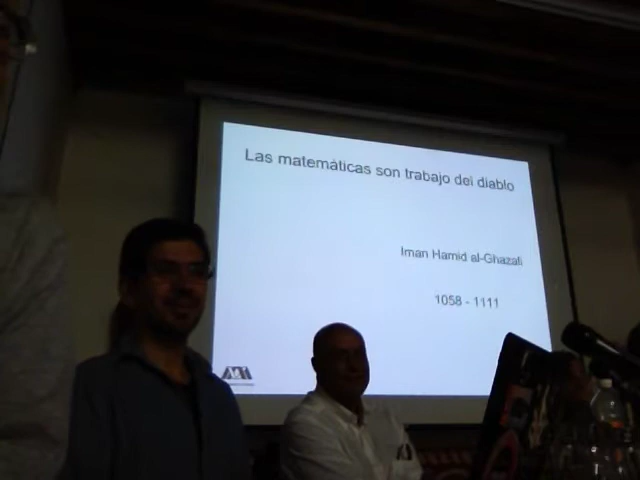 Las matemáticas son trabajo del diablo
Iman Hamid al-Ghazali
1058 - 1111